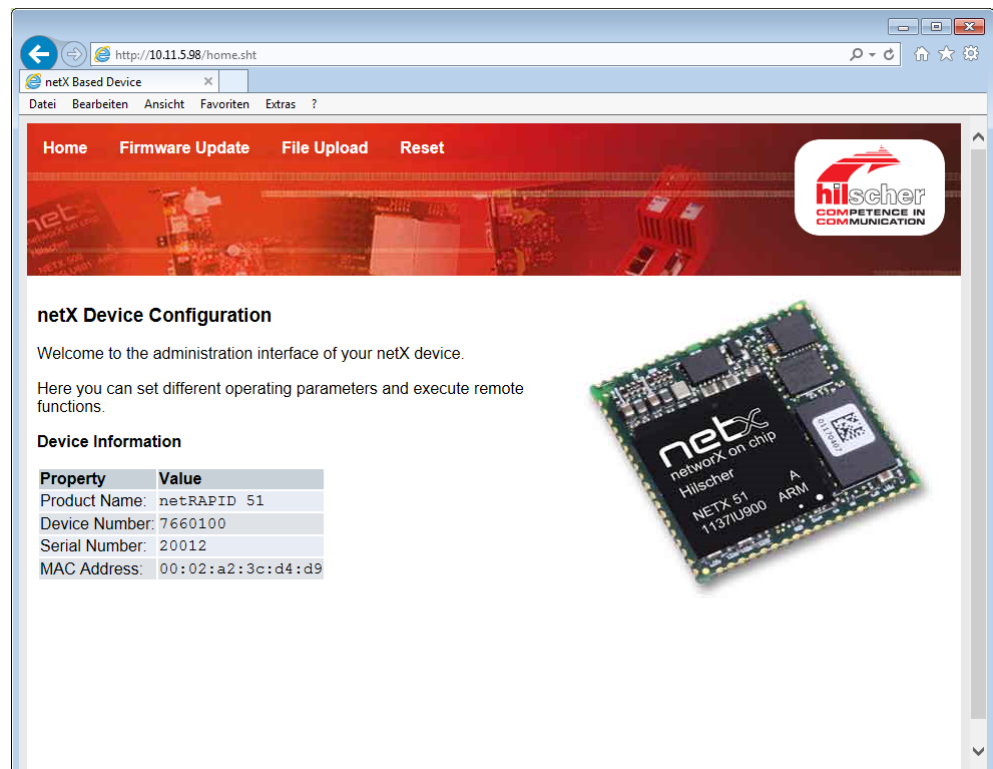 http://10.11.5.98/home.sht
netX Based Device
Datei Bearbeiten Ansicht Favoriten Extras ?
Home Firmware Update File Upload Reset
hilscher
COMPETENCE IN
COMMUNICATION
netX Device Configuration
Welcome to the administration interface of your netX device.
Here you can set different operating parameters and execute remote
functions.
Device Information
Property Value
Product Name: netRAPID 51
Device Number: 7660100
Serial Number: 20012
MAC Address: 00:02:a2:3c:d4:d9
netX
networX on chip
Hilscher
NETX 51 A
1137IU900 ARM
01170407